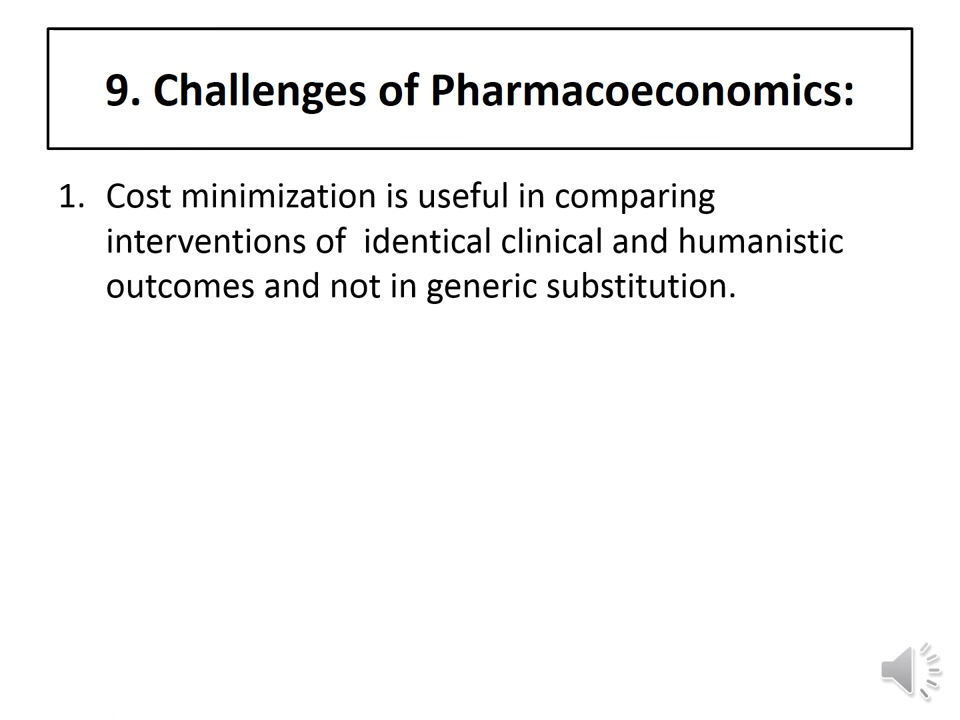 9. Challenges of Pharmacoeconomics:
1. Cost minimization is useful in comparing
interventions of  identical clinical and humanistic
outcomes and not in generic substitution.